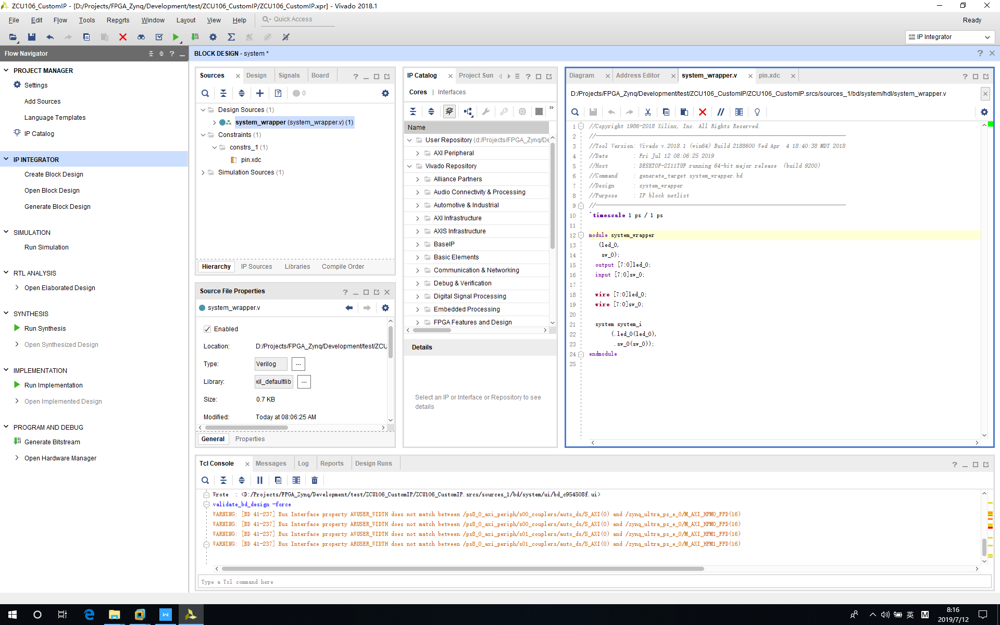 ZCU106_CustomIP - [D:/Projects/FPGA_Zynq/Development/test/ZCU106_CustomIP/ZCU106_CustomIP.xpr] - Vivado 2018.1
File Edit Flow Tools Reports Window Layout View Help Quick Access
Ready
IP Integrator
Flow Navigator
PROJECT MANAGER
Settings
Add Sources
Language Templates
IP Catalog
IP INTEGRATOR
Create Block Design
Open Block Design
Generate Block Design
SIMULATION
Run Simulation
RTL ANALYSIS
Open Elaborated Design
SYNTHESIS
Run Synthesis
Open Synthesized Design
IMPLEMENTATION
Run Implementation
Open Implemented Design
PROGRAM AND DEBUG
Generate Bitstream
Open Hardware Manager
BLOCK DESIGN - system *
Sources Design Signals Board
0
Design Sources (1)
system_wrapper (system_wrapper.v) (1)
Constraints (1)
constrs_1 (1)
pin.xdc
Simulation Sources (1)
Hierarchy IP Sources Libraries Compile Order
Source File Properties
system_wrapper.v
Enabled
Location: D:/Projects/FPGA_Zynq/Development/test/ZCU
Type: Verilog ...
Library: xil_defaultlib ...
Size: 0.7 KB
Modified: Today at 08:06:25 AM
General Properties
IP Catalog Project Sum
Cores | Interfaces
Name
User Repository (d:/Projects/FPGA_Zynq/De
AXI Peripheral
Vivado Repository
Alliance Partners
Audio Connectivity & Processing
Automotive & Industrial
AXI Infrastructure
AXIS Infrastructure
BaseIP
Basic Elements
Communication & Networking
Debug & Verification
Digital Signal Processing
Embedded Processing
FPGA Features and Design
Details
Select an IP or Interface or Repository to see
details
Diagram Address Editor system_wrapper.v pin.xdc
D:/Projects/FPGA_Zynq/Development/test/ZCU106_CustomIP/ZCU106_CustomIP.srcs/sources_1/bd/system/hdl/system_wrapper.v
1 //Copyright 1986-2018 Xilinx, Inc. All Rights Reserved.
2 //--------------------------------------------------------------------------------
3 //Tool Version: Vivado v.2018.1 (win64) Build 2188600 Wed Apr  4 18:40:38 MDT 2018
4 //Date        : Fri Jul 12 08:06:25 2019
5 //Host        : DESKTOP-2I11TUF running 64-bit major release  (build 9200)
6 //Command     : generate_target system_wrapper.bd
7 //Design      : system_wrapper
8 //Purpose     : IP block netlist
9 //--------------------------------------------------------------------------------
10 `timescale 1 ps / 1 ps
11
12 module system_wrapper
13 (led_0,
14 sw_0);
15 output [7:0]led_0;
16 input [7:0]sw_0;
17
18 wire [7:0]led_0;
19 wire [7:0]sw_0;
20
21 system system_i
22 (.led_0(led_0),
23 .sw_0(sw_0));
24 endmodule
25
Tcl Console Messages Log Reports Design Runs
Wrote  : <D:/Projects/FPGA_Zynq/Development/test/ZCU106_CustomIP/ZCU106_CustomIP.srcs/sources_1/bd/system/ui/bd_c954508f.ui>
validate_bd_design -force
WARNING: [BD 41-237] Bus Interface property AWUSER_WIDTH does not match between /ps8_0_axi_periph/s00_couplers/auto_ds/S_AXI(0) and /zynq_ultra_ps_e_0/M_AXI_HPM0_FPD(16)
WARNING: [BD 41-237] Bus Interface property ARUSER_WIDTH does not match between /ps8_0_axi_periph/s00_couplers/auto_ds/S_AXI(0) and /zynq_ultra_ps_e_0/M_AXI_HPM0_FPD(16)
WARNING: [BD 41-237] Bus Interface property AWUSER_WIDTH does not match between /ps8_0_axi_periph/s01_couplers/auto_ds/S_AXI(0) and /zynq_ultra_ps_e_0/M_AXI_HPM1_FPD(16)
WARNING: [BD 41-237] Bus Interface property ARUSER_WIDTH does not match between /ps8_0_axi_periph/s01_couplers/auto_ds/S_AXI(0) and /zynq_ultra_ps_e_0/M_AXI_HPM1_FPD(16)
Type a Tcl command here
英 M
8:16
2019/7/12